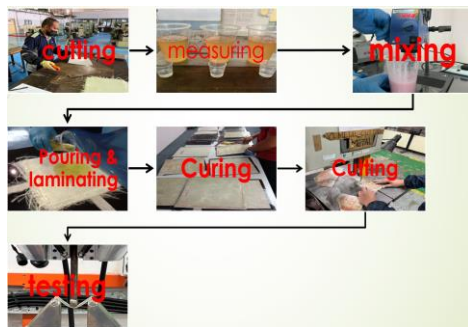 cutting
measuring
mixing
Pouring &
laminating
Curing
Cutting
testing